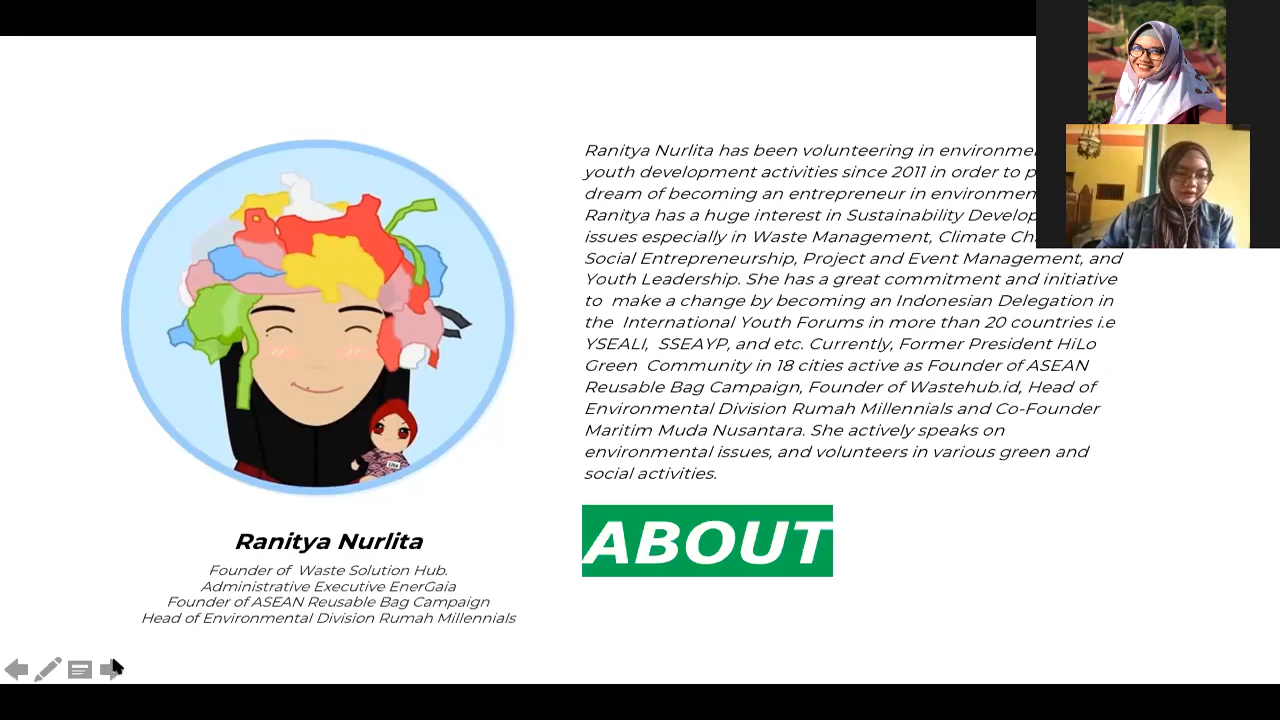 Ranitya Nurlita has been volunteering in
youth development activities since 2011 in order to
dream of becoming an entrepreneur in
Ranitya has a huge interest in Sustainability
issues especially in Waste Management, Climate
Social Entrepreneurship, Project and Event Management, and
Youth Leadership. She has a great commitment and initiative
to make a change by becoming an Indonesian Delegation in
the International Youth Forums in more than 20 countries i.e
YSEALI, SSEAYP, and etc. Currently, Former President HiLo
Green Community in 18 cities active as Founder of ASEAN
Reusable Bag Campaign, Founder of Wastehub.id, Head of
Environmental Division Rumah Millennials and Co-Founder
Maritim Muda Nusantara. She actively speaks on
environmental issues, and volunteers in various green and
social activities.
ABOUT
Ranitya Nurlita
Founder of Waste Solution Hub.
Administrative Executive EnerGaia
Founder of ASEAN Reusable Bag Campaign
Head of Environmental Division Rumah Millennials